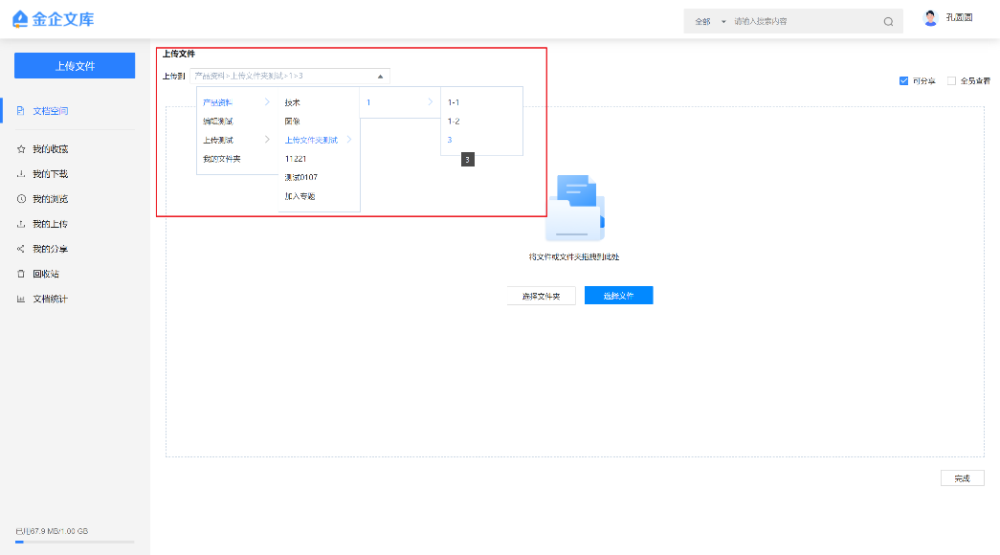 金企文库
全部
请输入搜索内容
孔圆圆
上传文件
文档空间
我的收藏
我的下载
我的浏览
我的上传
我的分享
回收站
文档统计
已用67.9 MB/1.00 GB
上传文件
上传到
产品资料>上传文件夹测试>1>3
可分享
全员查看
产品资料
编辑测试
上传测试
我的文件夹
技术
图像
上传文件夹测试
11221
测试0107
加入专题
1
1-1
1-2
3
3
将文件或文件夹拖拽到此处
选择文件夹
选择文件
完成